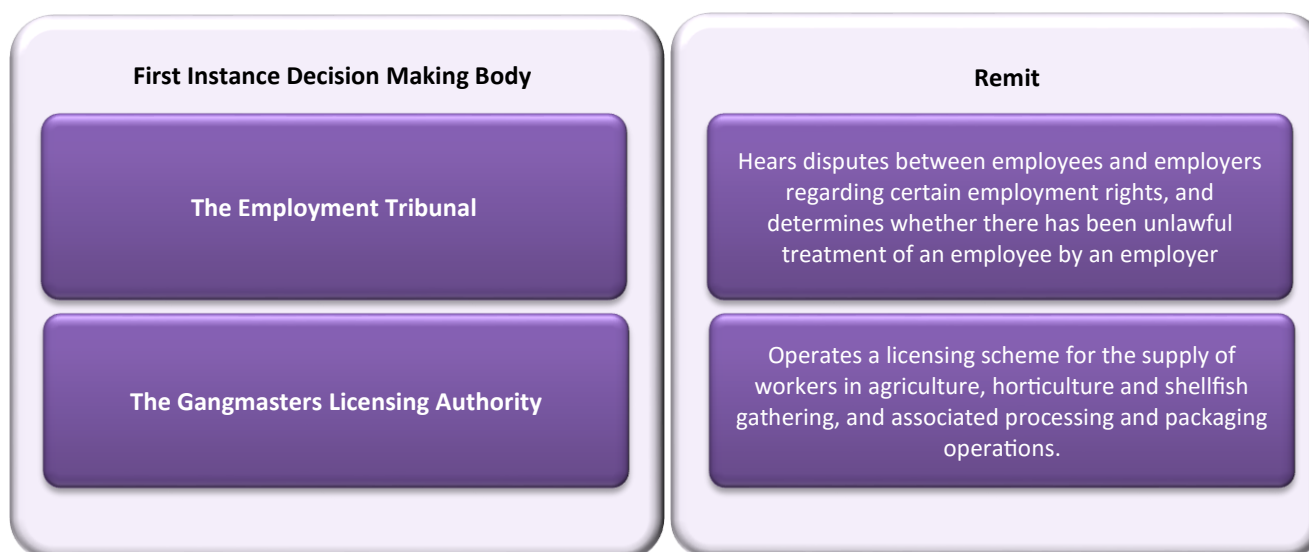 First Instance Decision Making Body
The Employment Tribunal
The Gangmasters Licensing Authority
Remit
Hears disputes between employees and employers
regarding certain employment rights, and
determines whether there has been unlawful
treatment of an employee by an employer
Operates a licensing scheme for the supply of
workers in agriculture, horticulture and shellfish
gathering, and associated processing and packaging
operations.